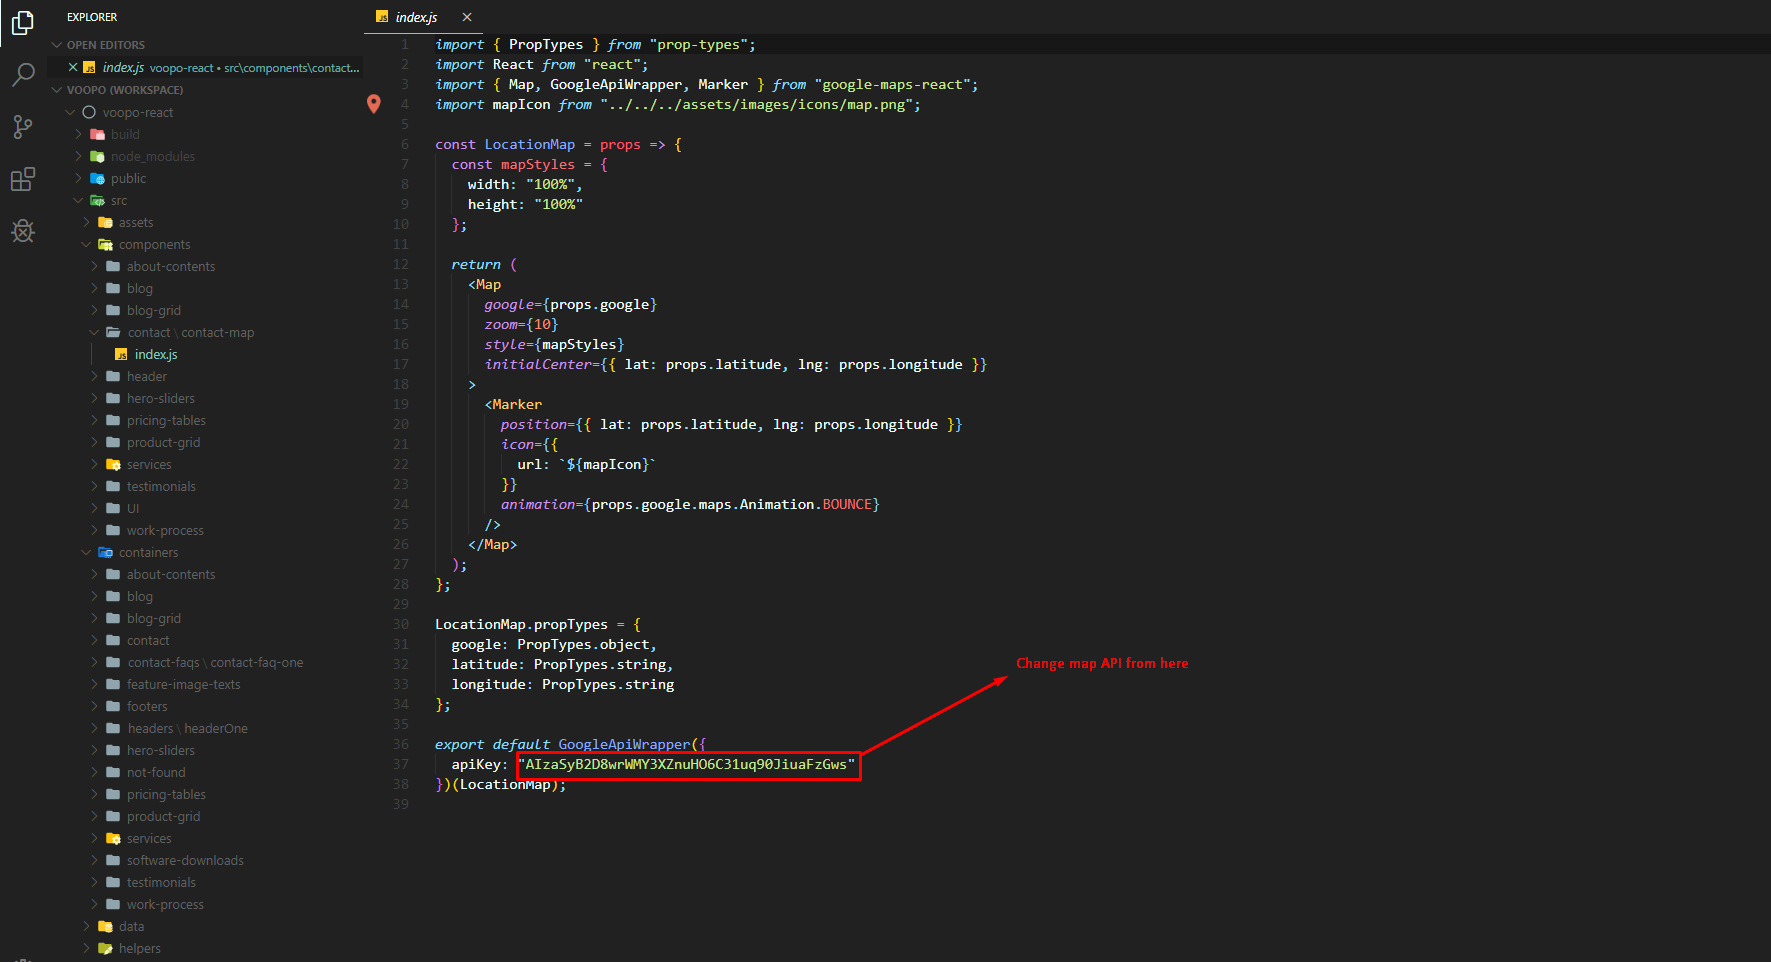 EXPLORER
OPEN EDITORS
index.js voopo-react • src\components\contact...
VOOPO (WORKSPACE)
voopo-react
build
node_modules
public
src
assets
components
about-contents
blog
blog-grid
contact \ contact-map
index.js
header
hero-sliders
pricing-tables
product-grid
services
testimonials
UI
work-process
containers
about-contents
blog
blog-grid
contact
contact-faqs \ contact-faq-one
feature-image-texts
footers
headers \ headerOne
hero-sliders
not-found
pricing-tables
product-grid
services
software-downloads
testimonials
work-process
data
helpers
JS index.js
1 import { PropTypes } from "prop-types";
2 import React from "react";
3 import { Map, GoogleApiWrapper, Marker } from "google-maps-react";
4 import mapIcon from "../../../assets/images/icons/map.png";
5
6 const LocationMap = props => {
7 const mapStyles = {
8 width: "100%",
9 height: "100%"
10 };
11
12 return (
13 <Map
14 google={props.google}
15 zoom={10}
16 style={mapStyles}
17 initialCenter={{ lat: props.latitude, lng: props.longitude }}
18 >
19 <Marker
20 position={{ lat: props.latitude, lng: props.longitude }}
21 icon={{
22 url: `${mapIcon}`
23 }}
24 animation={props.google.maps.Animation.BOUNCE}
25 />
26 </Map>
27 );
28 };
29
30 LocationMap.propTypes = {
31 google: PropTypes.object,
32 latitude: PropTypes.string,
33 longitude: PropTypes.string
34 };
35
36 export default GoogleApiWrapper({
37 apiKey: "AIzaSyB2D8wrWMY3XZnuHO6C31uq90JiuaFzGws"
38 })(LocationMap);
39
Change map API from here